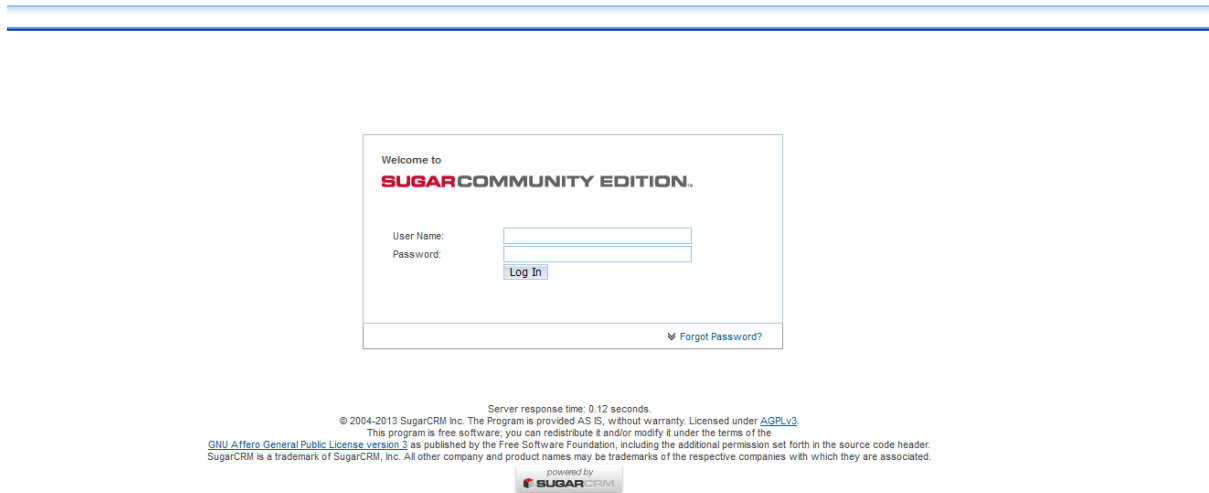 Welcome to
SUGARCOMMUNITY EDITION™
User Name:
Password:
Log In
Forgot Password?
Server response time: 0.12 seconds.
© 2004-2013 SugarCRM Inc. The Program is provided AS IS, without warranty. Licensed under AGPLv3.
This program is free software; you can redistribute it and/or modify it under the terms of the
GNU Affero General Public License version 3 as published by the Free Software Foundation, including the additional permission set forth in the source code header.
SugarCRM is a trademark of SugarCRM, Inc. All other company and product names may be trademarks of the respective companies with which they are associated.
powered by
SUGARCRM